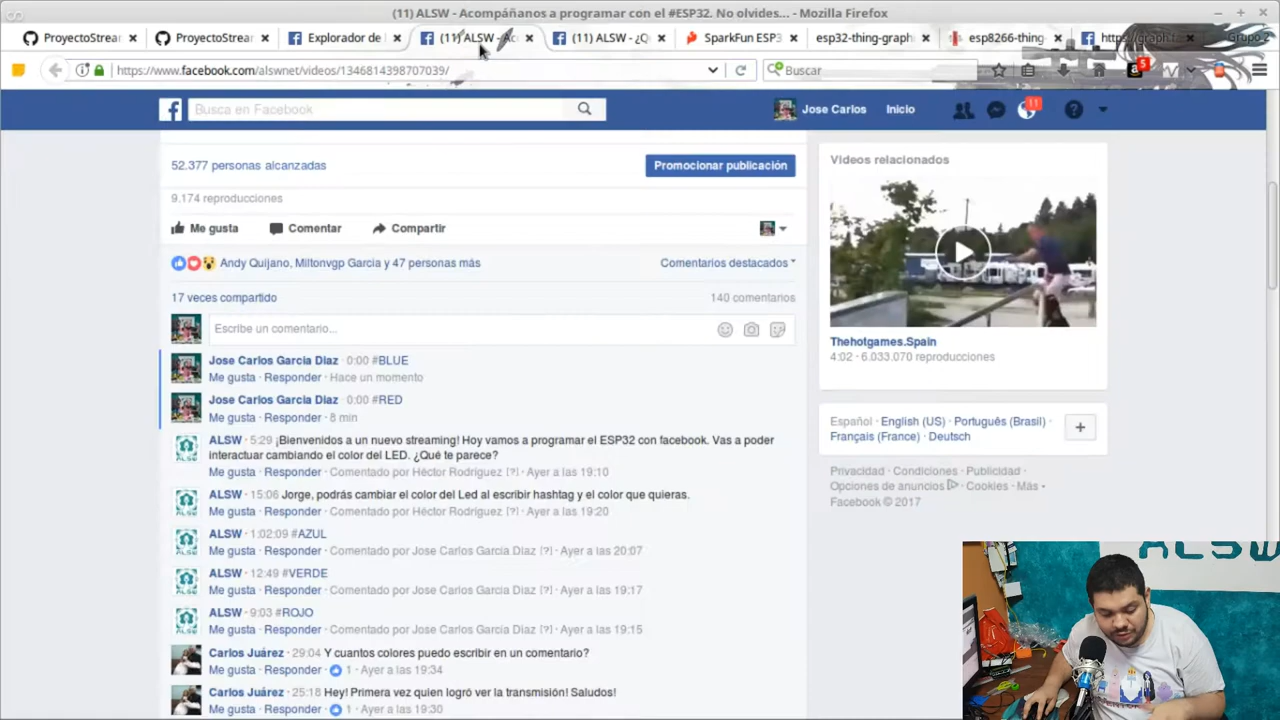 (11) ALSW - Acompáñanos a programar con el #ESP32. No olvides... - Mozilla Firefox
ProyectoStrear
ProyectoStrear
Explorador de
(11) ALSW - Ac
(11) ALSW - ¿Q
SparkFun ESP3
esp32-thing-graph
esp8266-thing-
https://gra
Grupo 2
https://www.facebook.com/alswnet/videos/1346814398707039/
Buscar
5
Busca en Facebook
Jose Carlos
Inicio
11
52.377 personas alcanzadas
Promocionar publicación
9.174 reproducciones
Me gusta
Comentar
Compartir
Andy Quijano, Miltonvgp Garcia y 47 personas más
Comentarios destacados
17 veces compartido
140 comentarios
Escribe un comentario...
Jose Carlos Garcia Diaz · 0:00 #BLUE
Me gusta · Responder · Hace un momento
Jose Carlos Garcia Diaz · 0:00 #RED
Me gusta · Responder · 8 min
ALSW · 5:29 ¡Bienvenidos a un nuevo streaming! Hoy vamos a programar el ESP32 con facebook. Vas a poder
interactuar cambiando el color del LED. ¿Qué te parece?
Me gusta · Responder · Comentado por Héctor Rodríguez [?] · Ayer a las 19:10
ALSW · 15:06 Jorge, podrás cambiar el color del Led al escribir hashtag y el color que quieras.
Me gusta · Responder · Comentado por Héctor Rodríguez [?] · Ayer a las 19:20
ALSW · 1:02:09 #AZUL
Me gusta · Responder · Comentado por Jose Carlos Garcia Diaz [?] · Ayer a las 20:07
ALSW · 12:49 #VERDE
Me gusta · Responder · Comentado por Jose Carlos Garcia Diaz [?] · Ayer a las 19:17
ALSW · 9:03 #ROJO
Me gusta · Responder · Comentado por Jose Carlos Garcia Diaz [?] · Ayer a las 19:15
Carlos Juárez · 29:04 Y cuantos colores puedo escribir en un comentario?
Me gusta · Responder · 1 · Ayer a las 19:34
Carlos Juárez · 25:18 Hey! Primera vez quien logró ver la transmisión! Saludos!
Me gusta · Responder · 1 · Ayer a las 19:30
Videos relacionados
Thehotgames.Spain
4:02 · 6.033.070 reproducciones
Español · English (US) · Português (Brasil) ·
Français (France) · Deutsch
Privacidad · Condiciones · Publicidad ·
Opciones de anuncios · Cookies · Más
Facebook © 2017
ALSW